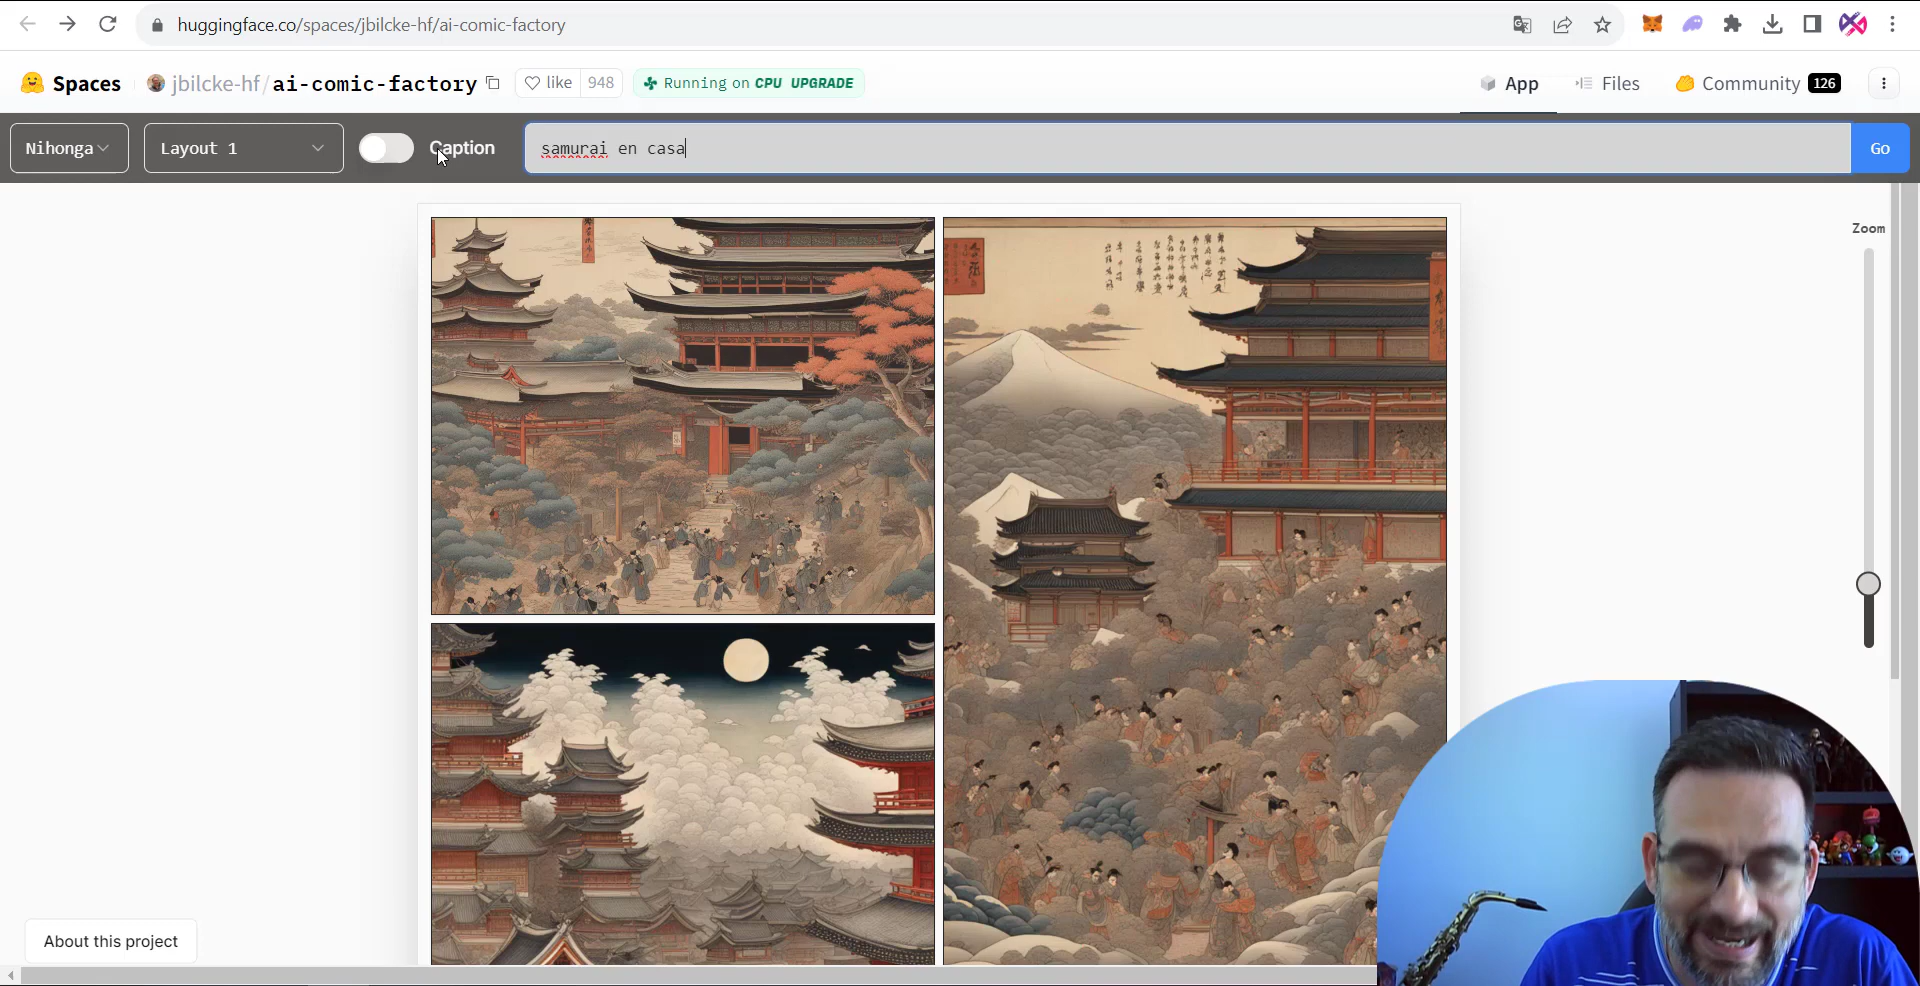 huggingface.co/spaces/jbilcke-hf/ai-comic-factory
Spaces
jbilcke-hf/ai-comic-factory
like 948
Running on CPU UPGRADE
App
Files
Community 126
Nihonga
Layout 1
Caption
samurai en casa
Go
Zoom
About this project